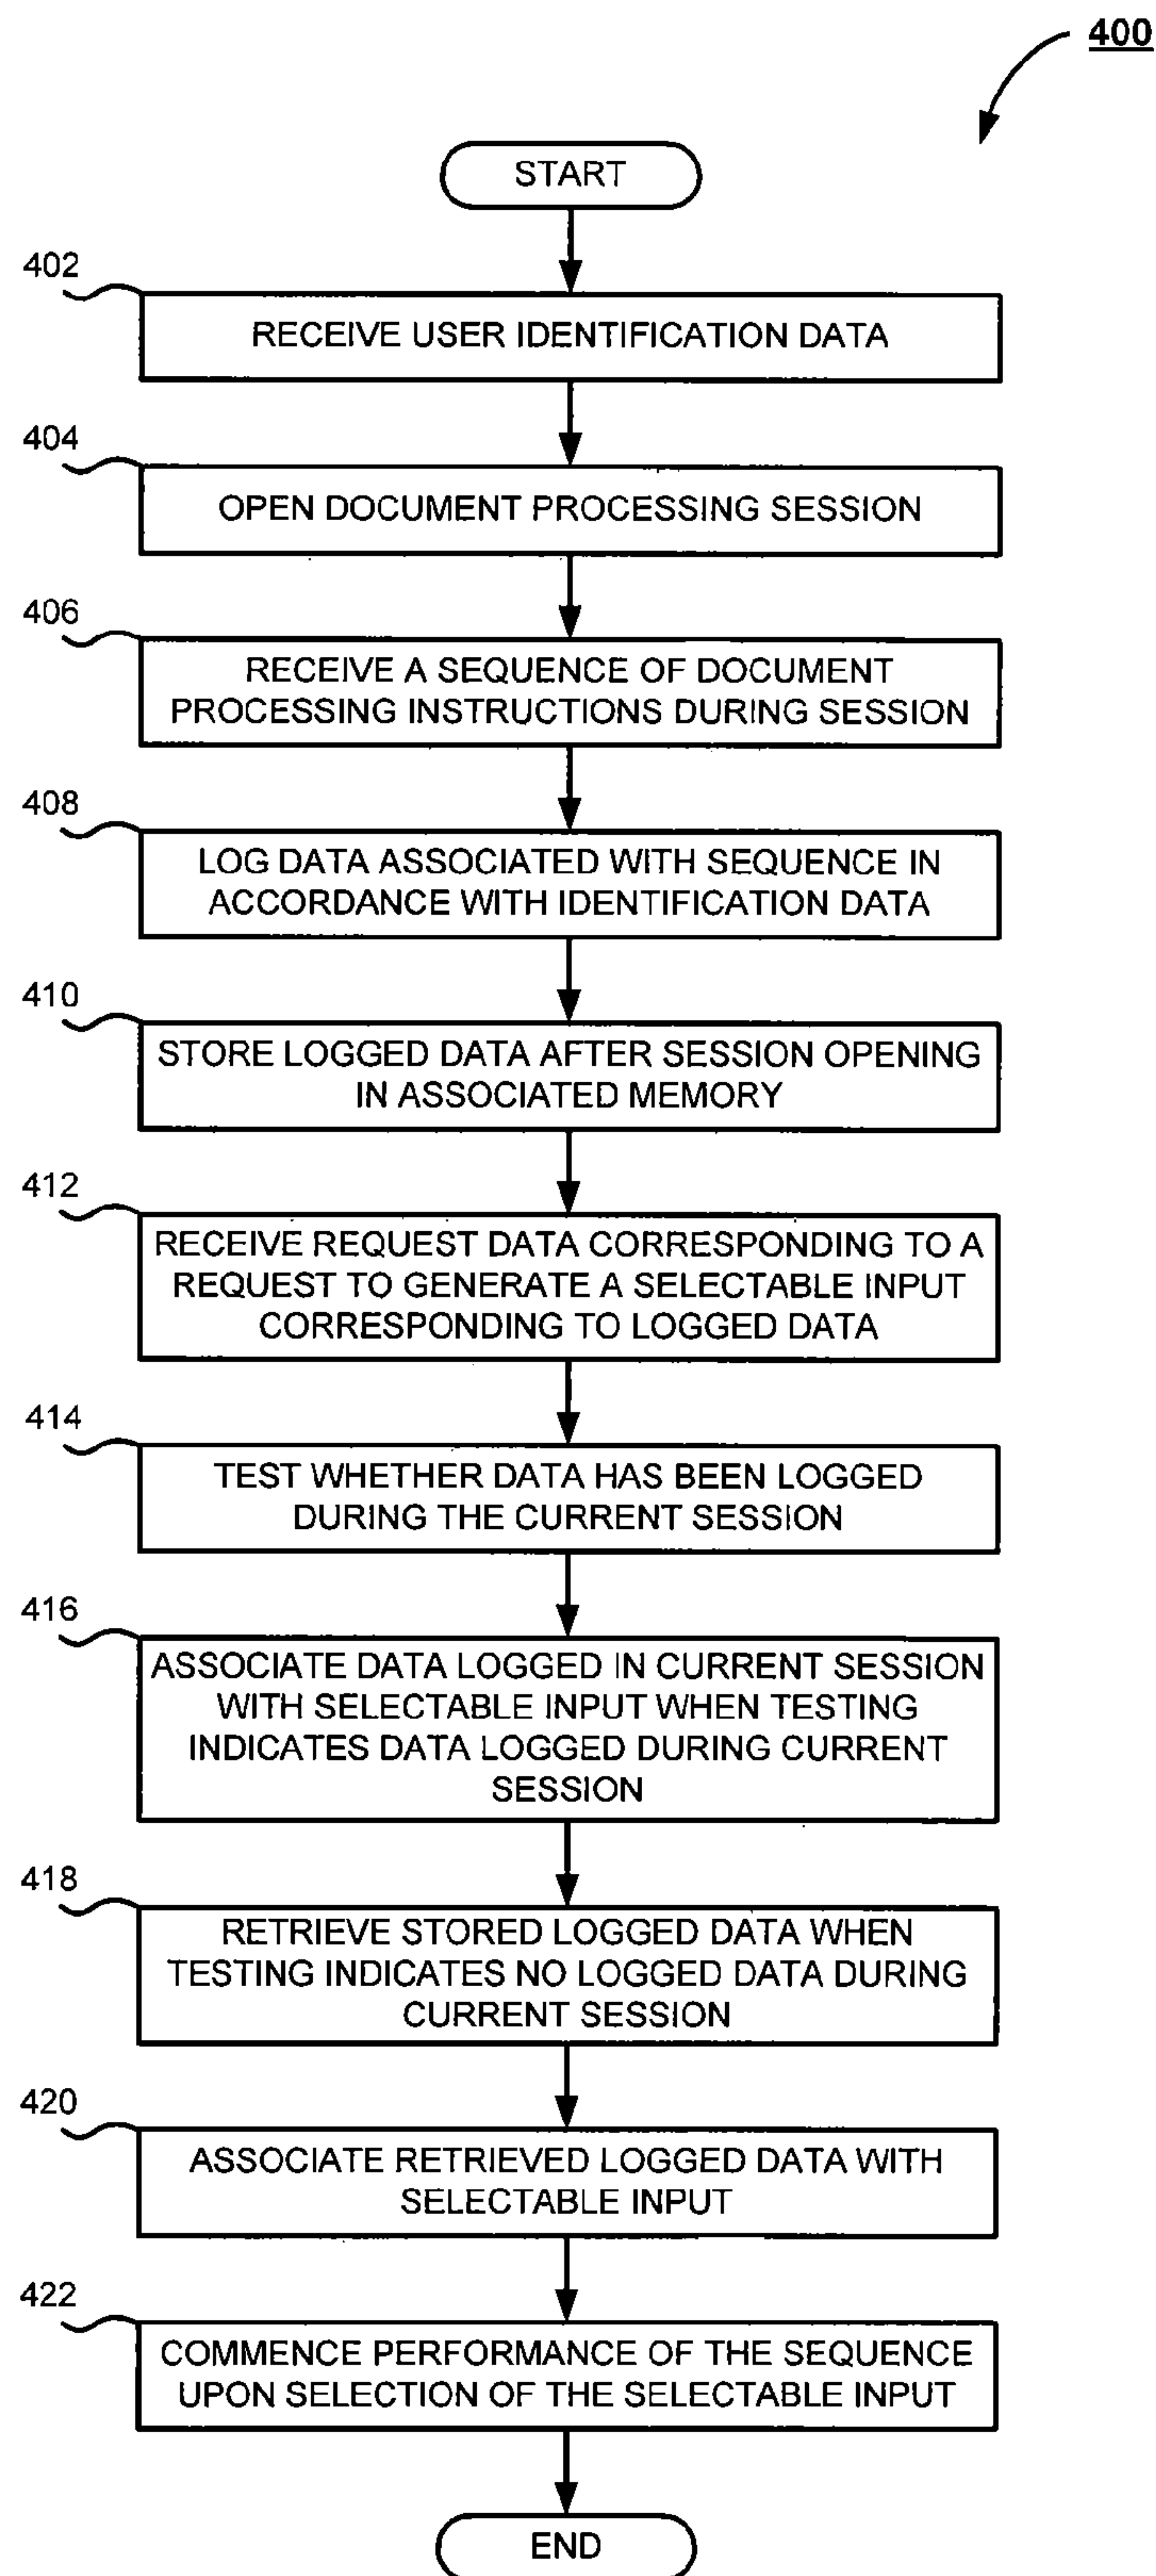 400
START
402
RECEIVE USER IDENTIFICATION DATA
404
OPEN DOCUMENT PROCESSING SESSION
406
RECEIVE A SEQUENCE OF DOCUMENT
PROCESSING INSTRUCTIONS DURING SESSION
408
LOG DATA ASSOCIATED WITH SEQUENCE IN
ACCORDANCE WITH IDENTIFICATION DATA
410
STORE LOGGED DATA AFTER SESSION OPENING
IN ASSOCIATED MEMORY
412
RECEIVE REQUEST DATA CORRESPONDING TO A
REQUEST TO GENERATE A SELECTABLE INPUT
CORRESPONDING TO LOGGED DATA
414
TEST WHETHER DATA HAS BEEN LOGGED
DURING THE CURRENT SESSION
416
ASSOCIATE DATA LOGGED IN CURRENT SESSION
WITH SELECTABLE INPUT WHEN TESTING
INDICATES DATA LOGGED DURING CURRENT
SESSION
418
RETRIEVE STORED LOGGED DATA WHEN
TESTING INDICATES NO LOGGED DATA DURING
CURRENT SESSION
420
ASSOCIATE RETRIEVED LOGGED DATA WITH
SELECTABLE INPUT
422
COMMENCE PERFORMANCE OF THE SEQUENCE
UPON SELECTION OF THE SELECTABLE INPUT
END